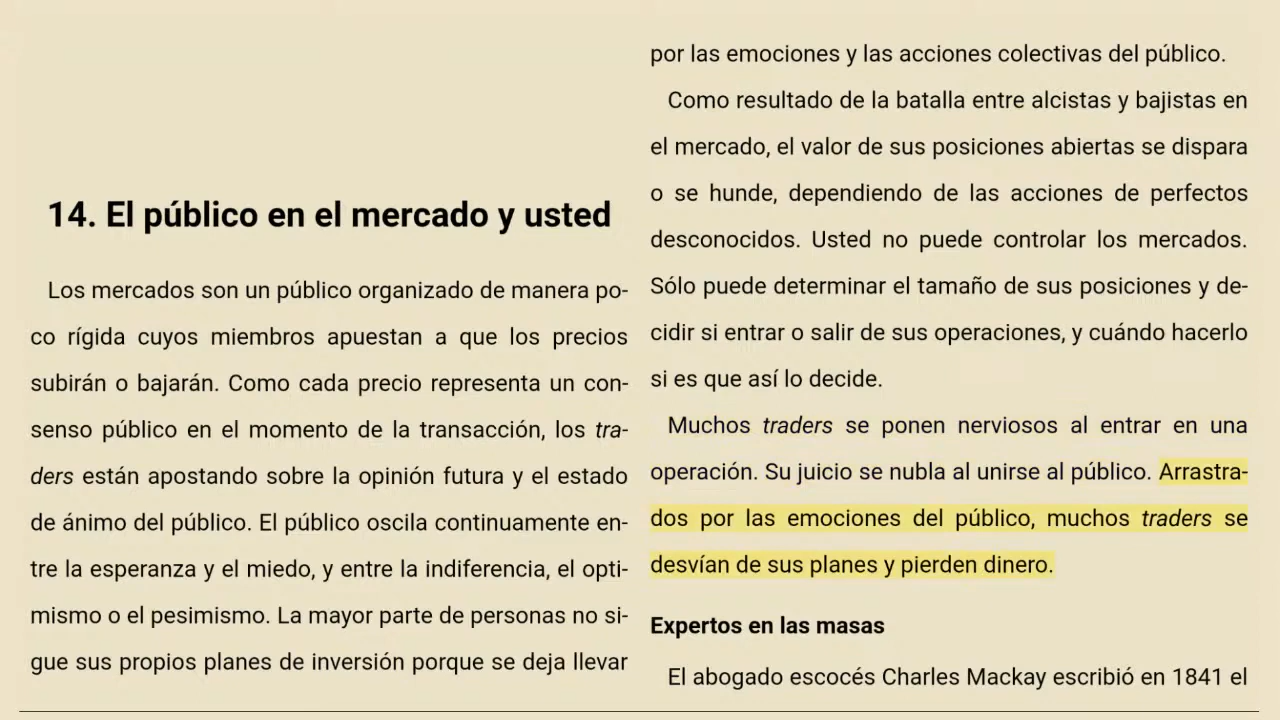 14. El público en el mercado y usted
Los mercados son un público organizado de manera po-
co rígida cuyos miembros apuestan a que los precios
subirán o bajarán. Como cada precio representa un con-
senso público en el momento de la transacción, los tra-
ders están apostando sobre la opinión futura y el estado
de ánimo del público. El público oscila continuamente en-
tre la esperanza y el miedo, y entre la indiferencia, el opti-
mismo o el pesimismo. La mayor parte de personas no si-
gue sus propios planes de inversión porque se deja llevar
por las emociones y las acciones colectivas del público.
Como resultado de la batalla entre alcistas y bajistas en
el mercado, el valor de sus posiciones abiertas se dispara
o se hunde, dependiendo de las acciones de perfectos
desconocidos. Usted no puede controlar los mercados.
Sólo puede determinar el tamaño de sus posiciones y de-
cidir si entrar o salir de sus operaciones, y cuándo hacerlo
si es que así lo decide.
Muchos traders se ponen nerviosos al entrar en una
operación. Su juicio se nubla al unirse al público. Arrastra-
dos por las emociones del público, muchos traders se
desvían de sus planes y pierden dinero.
Expertos en las masas
El abogado escocés Charles Mackay escribió en 1841 el